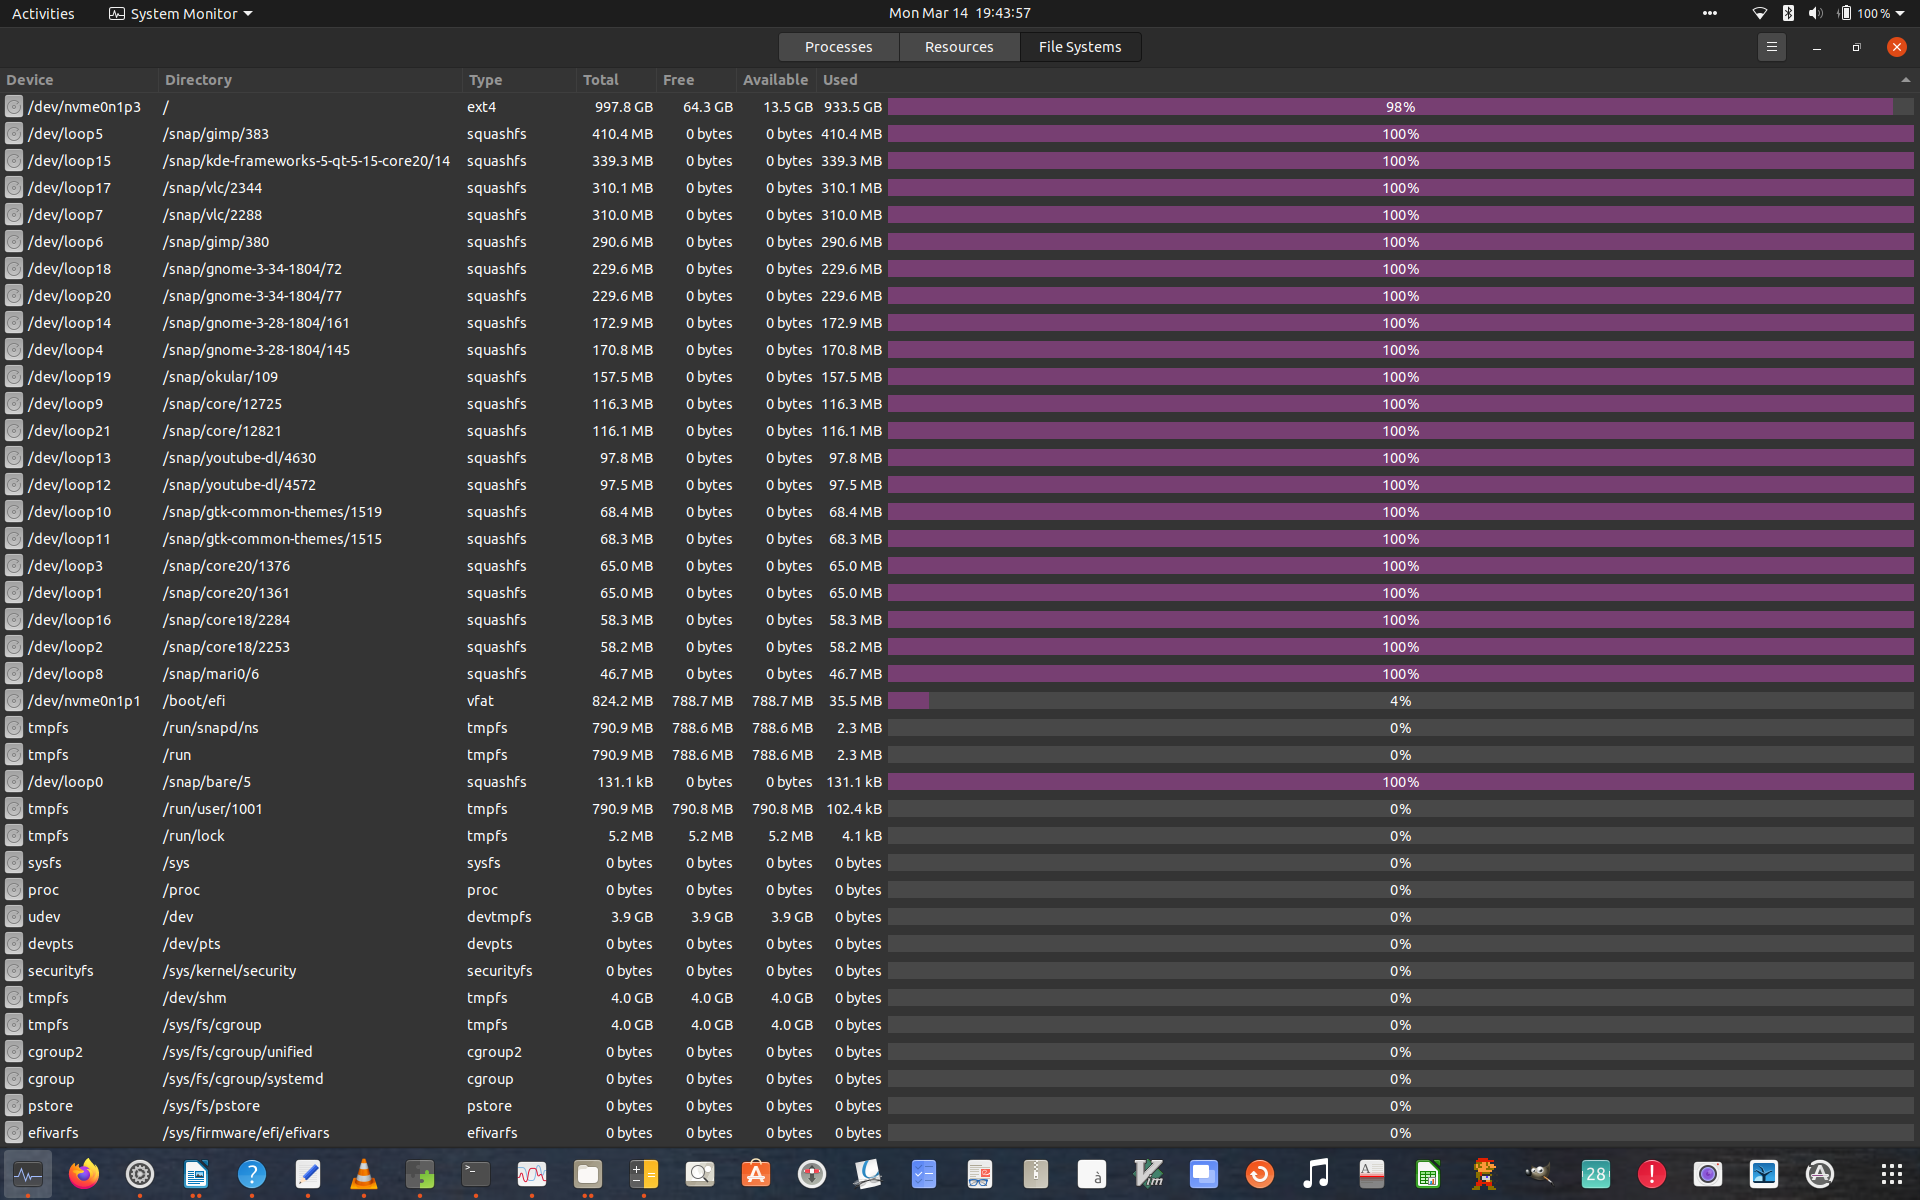 Activities System Monitor Mon Mar 14 19:43:57 100 %
Processes Resources File Systems
Device Directory Type Total Free Available Used
/dev/nvme0n1p3 / ext4 997.8 GB 64.3 GB 13.5 GB 933.5 GB 98%
/dev/loop5 /snap/gimp/383 squashfs 410.4 MB 0 bytes 0 bytes 410.4 MB 100%
/dev/loop15 /snap/kde-frameworks-5-qt-5-15-core20/14 squashfs 339.3 MB 0 bytes 0 bytes 339.3 MB 100%
/dev/loop17 /snap/vlc/2344 squashfs 310.1 MB 0 bytes 0 bytes 310.1 MB 100%
/dev/loop7 /snap/vlc/2288 squashfs 310.0 MB 0 bytes 0 bytes 310.0 MB 100%
/dev/loop6 /snap/gimp/380 squashfs 290.6 MB 0 bytes 0 bytes 290.6 MB 100%
/dev/loop18 /snap/gnome-3-34-1804/72 squashfs 229.6 MB 0 bytes 0 bytes 229.6 MB 100%
/dev/loop20 /snap/gnome-3-34-1804/77 squashfs 229.6 MB 0 bytes 0 bytes 229.6 MB 100%
/dev/loop14 /snap/gnome-3-28-1804/161 squashfs 172.9 MB 0 bytes 0 bytes 172.9 MB 100%
/dev/loop4 /snap/gnome-3-28-1804/145 squashfs 170.8 MB 0 bytes 0 bytes 170.8 MB 100%
/dev/loop19 /snap/okular/109 squashfs 157.5 MB 0 bytes 0 bytes 157.5 MB 100%
/dev/loop9 /snap/core/12725 squashfs 116.3 MB 0 bytes 0 bytes 116.3 MB 100%
/dev/loop21 /snap/core/12821 squashfs 116.1 MB 0 bytes 0 bytes 116.1 MB 100%
/dev/loop13 /snap/youtube-dl/4630 squashfs 97.8 MB 0 bytes 0 bytes 97.8 MB 100%
/dev/loop12 /snap/youtube-dl/4572 squashfs 97.5 MB 0 bytes 0 bytes 97.5 MB 100%
/dev/loop10 /snap/gtk-common-themes/1519 squashfs 68.4 MB 0 bytes 0 bytes 68.4 MB 100%
/dev/loop11 /snap/gtk-common-themes/1515 squashfs 68.3 MB 0 bytes 0 bytes 68.3 MB 100%
/dev/loop3 /snap/core20/1376 squashfs 65.0 MB 0 bytes 0 bytes 65.0 MB 100%
/dev/loop1 /snap/core20/1361 squashfs 65.0 MB 0 bytes 0 bytes 65.0 MB 100%
/dev/loop16 /snap/core18/2284 squashfs 58.3 MB 0 bytes 0 bytes 58.3 MB 100%
/dev/loop2 /snap/core18/2253 squashfs 58.2 MB 0 bytes 0 bytes 58.2 MB 100%
/dev/loop8 /snap/mari0/6 squashfs 46.7 MB 0 bytes 0 bytes 46.7 MB 100%
/dev/nvme0n1p1 /boot/efi vfat 824.2 MB 788.7 MB 788.7 MB 35.5 MB 4%
tmpfs /run/snapd/ns tmpfs 790.9 MB 788.6 MB 788.6 MB 2.3 MB 0%
tmpfs /run tmpfs 790.9 MB 788.6 MB 788.6 MB 2.3 MB 0%
/dev/loop0 /snap/bare/5 squashfs 131.1 kB 0 bytes 0 bytes 131.1 kB 100%
tmpfs /run/user/1001 tmpfs 790.9 MB 790.8 MB 790.8 MB 102.4 kB 0%
tmpfs /run/lock tmpfs 5.2 MB 5.2 MB 5.2 MB 4.1 kB 0%
sysfs /sys sysfs 0 bytes 0 bytes 0 bytes 0 bytes 0%
proc /proc proc 0 bytes 0 bytes 0 bytes 0 bytes 0%
udev /dev devtmpfs 3.9 GB 3.9 GB 3.9 GB 0 bytes 0%
devpts /dev/pts devpts 0 bytes 0 bytes 0 bytes 0 bytes 0%
securityfs /sys/kernel/security securityfs 0 bytes 0 bytes 0 bytes 0 bytes 0%
tmpfs /dev/shm tmpfs 4.0 GB 4.0 GB 4.0 GB 0 bytes 0%
tmpfs /sys/fs/cgroup tmpfs 4.0 GB 4.0 GB 4.0 GB 0 bytes 0%
cgroup2 /sys/fs/cgroup/unified cgroup2 0 bytes 0 bytes 0 bytes 0 bytes 0%
cgroup /sys/fs/cgroup/systemd cgroup 0 bytes 0 bytes 0 bytes 0 bytes 0%
pstore /sys/fs/pstore pstore 0 bytes 0 bytes 0 bytes 0 bytes 0%
efivarfs /sys/firmware/efi/efivars efivarfs 0 bytes 0 bytes 0 bytes 0 bytes 0%
? >_ A à Vim A 28 !